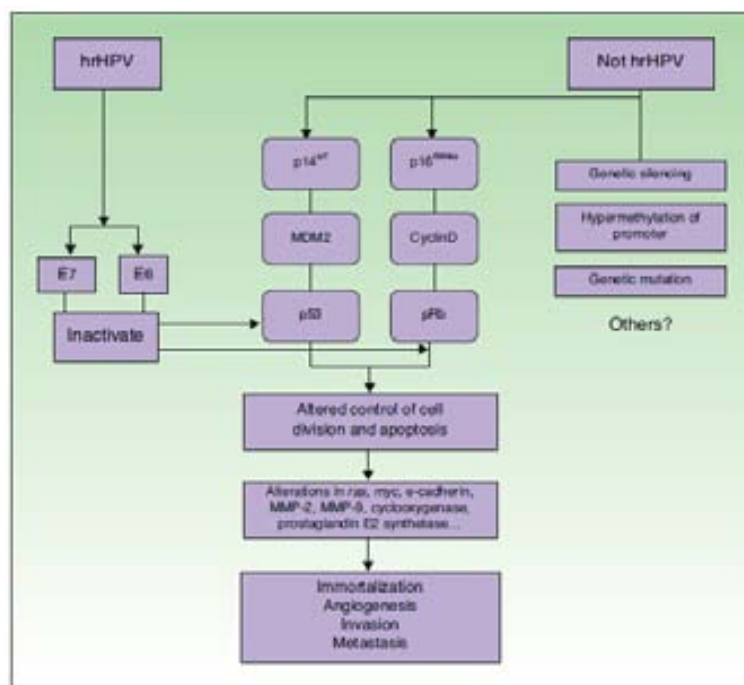 hrHPV
Not hrHPV
p14
p16
Genetic silencing
MDM2
CyclinD
Hypermethylation of
promoter
E7
E6
Genetic mutation
p53
pRb
Inactivate
Others?
Altered control of cell
division and apoptosis
Alterations in ras, myc, e-cadherin,
MMP-2, MMP-9, cyclooxygenase,
prostaglandin E2 synthetase...
Immortalization
Angiogenesis
Invasion
Metastasis